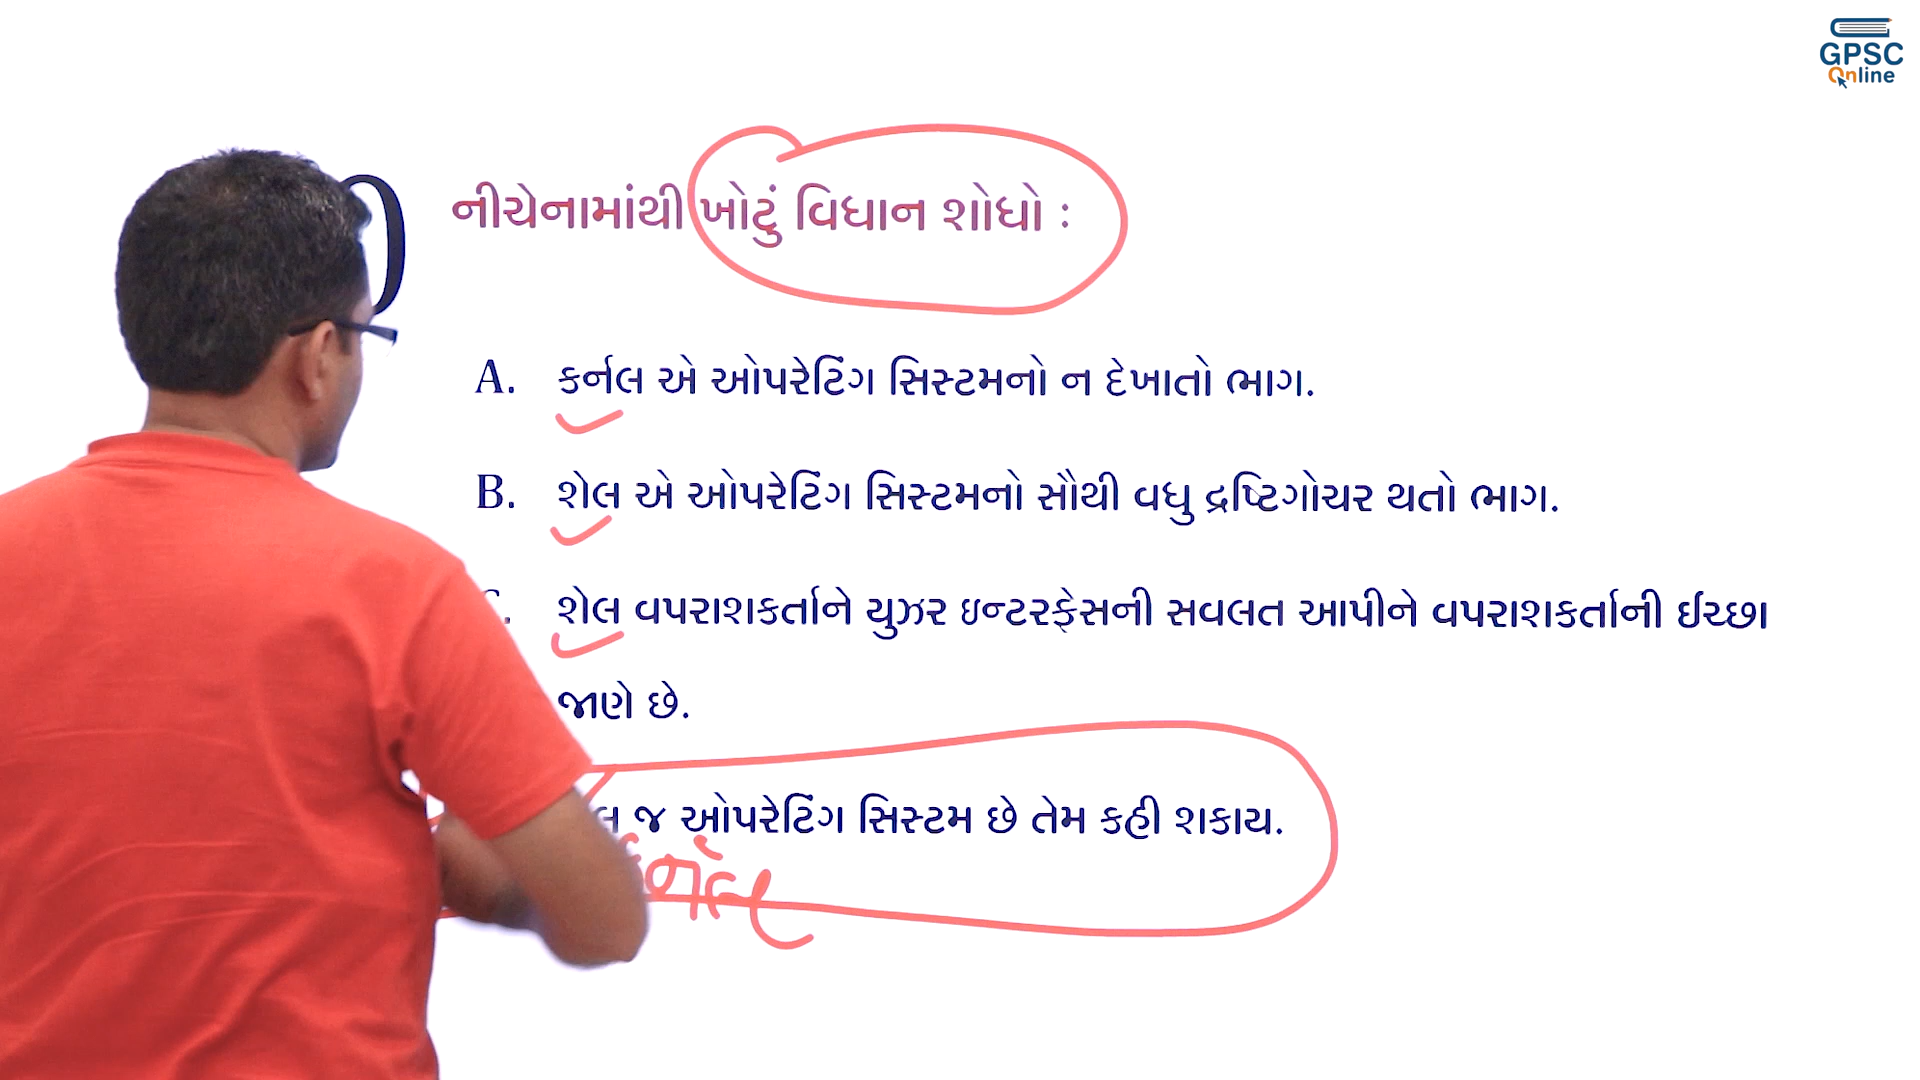 GPSC
Online
નીચેનામાંથી ખોટું વિધાન શોધો :
A. કર્નલ એ ઓપરેટિંગ સિસ્ટમનો ન દેખાતો ભાગ.
B. શેલ એ ઓપરેટિંગ સિસ્ટમનો સૌથી વધુ દ્રષ્ટિગોચર થતો ભાગ.
શેલ વપરાશકર્તાને યુઝર ઇન્ટરફેસની સવલત આપીને વપરાશકર્તાની ઈચ્છા
જાણે છે.
જ ઓપરેટિંગ સિસ્ટમ છે તેમ કહી શકાય.